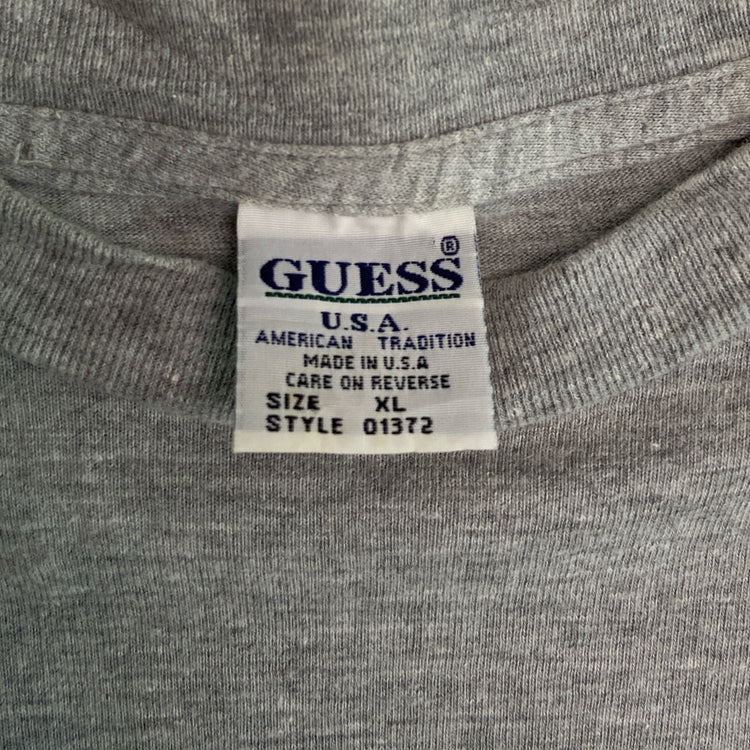 GUESS®
U.S.A.
AMERICAN TRADITION
MADE IN U.S.A
CARE ON REVERSE
SIZE XL
STYLE 01372